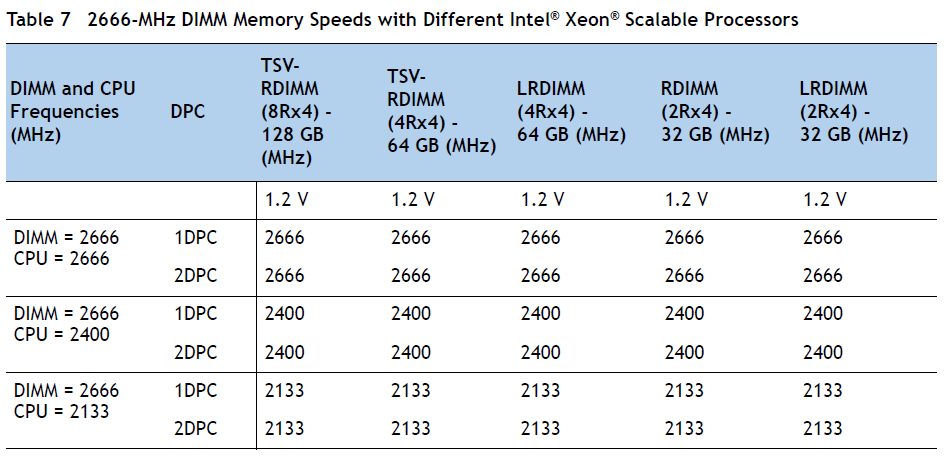 Table 7 2666-MHz DIMM Memory Speeds with Different Intel® Xeon® Scalable Processors
DIMM and CPU Frequencies (MHz) DPC TSV-RDIMM (8Rx4) - 128 GB (MHz) TSV-RDIMM (4Rx4) - 64 GB (MHz) LRDIMM (4Rx4) - 64 GB (MHz) RDIMM (2Rx4) - 32 GB (MHz) LRDIMM (2Rx4) - 32 GB (MHz)
1.2 V 1.2 V 1.2 V 1.2 V 1.2 V
DIMM = 2666 1DPC 2666 2666 2666 2666 2666
CPU = 2666
2DPC 2666 2666 2666 2666 2666
DIMM = 2666 1DPC 2400 2400 2400 2400 2400
CPU = 2400
2DPC 2400 2400 2400 2400 2400
DIMM = 2666 1DPC 2133 2133 2133 2133 2133
CPU = 2133
2DPC 2133 2133 2133 2133 2133